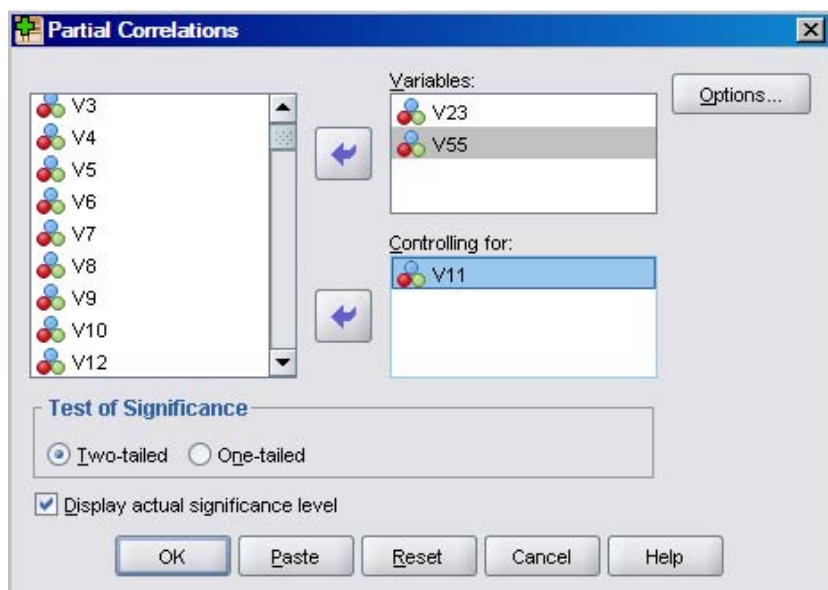 Partial Correlations
V3
V4
V5
V6
V7
V8
V9
V10
V12
Variables:
V23
V55
Options...
Controlling for:
V11
Test of Significance
Two-tailed One-tailed
Display actual significance level
OK Paste Reset Cancel Help